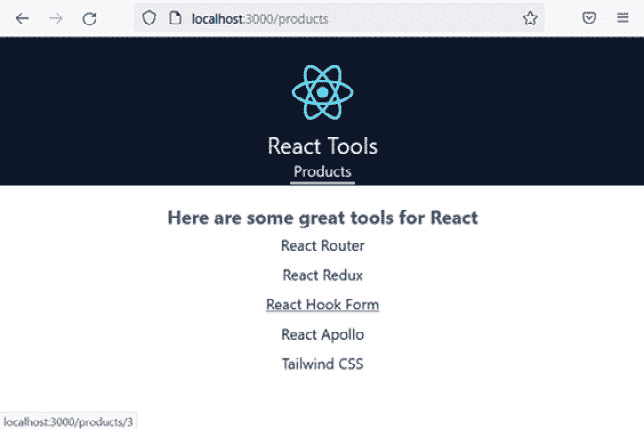 localhost:3000/products
React Tools
Products
Here are some great tools for React
React Router
React Redux
React Hook Form
React Apollo
Tailwind CSS
localhost:3000/products/3